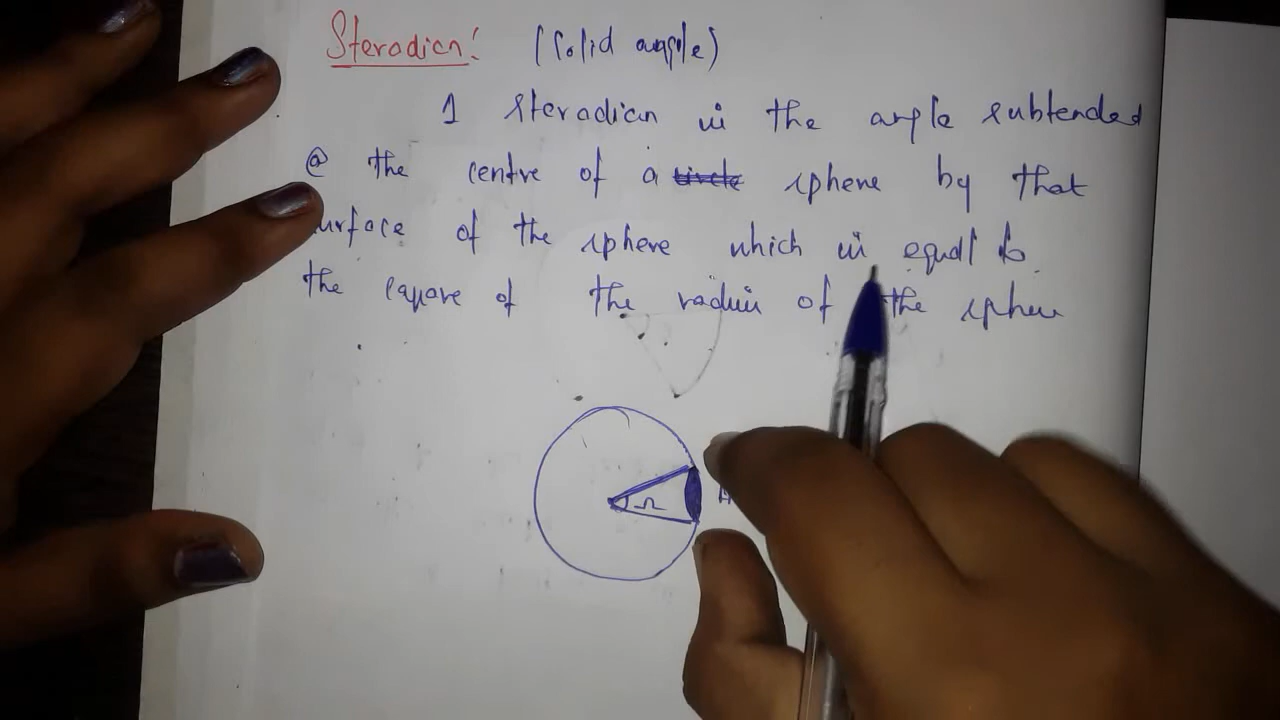 Steradian: (Solid angle)
1 steradian is the angle subtended
@ the centre of a circle sphere by that
surface of the sphere which is equal to
the square of the radius of the sphere
Ω
A